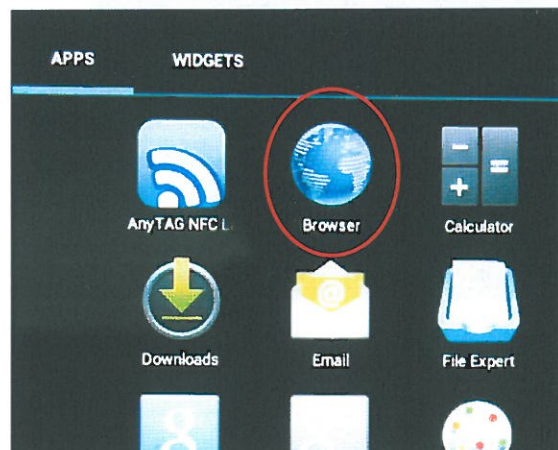 APPS WIDGETS
AnyTAG NFC L
Browser
Calculator
Downloads
Email
File Expert